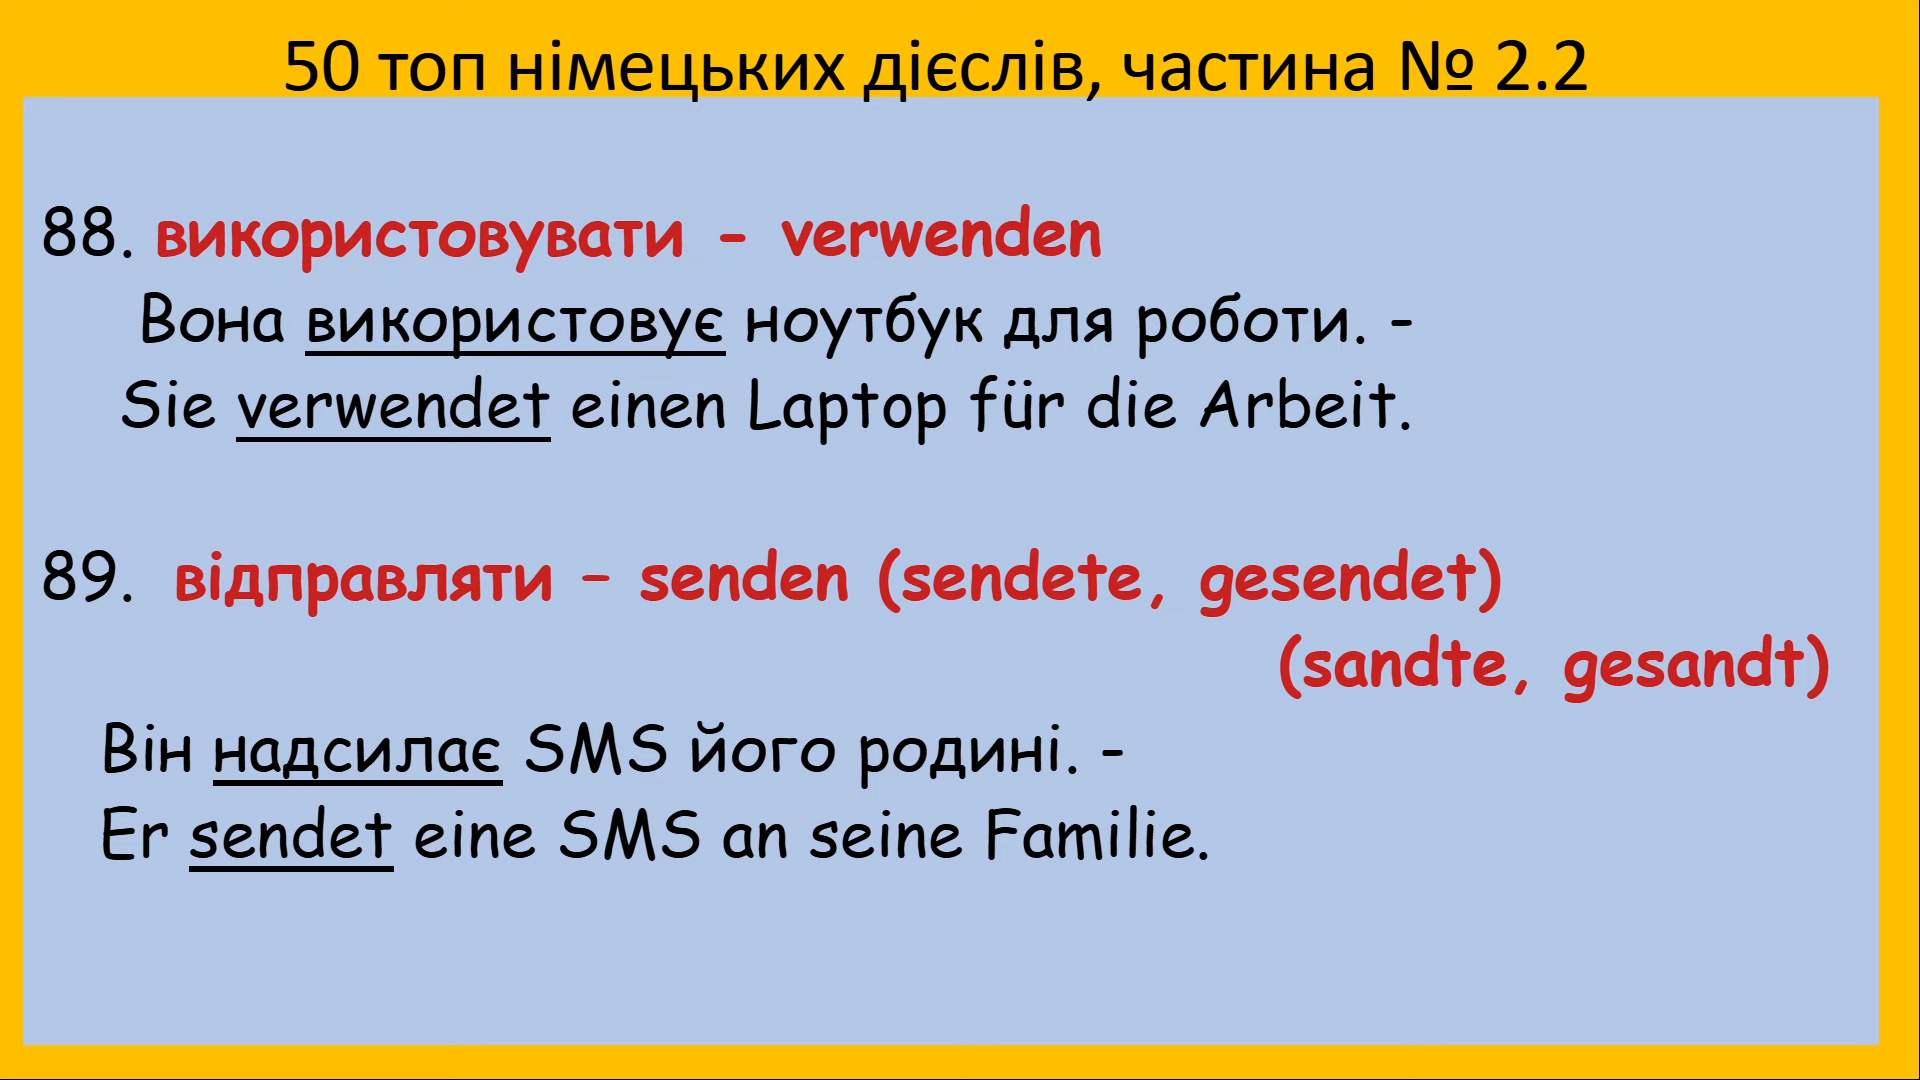 50 топ німецьких дієслів, частина № 2.2
88. використовувати - verwenden
Вона використовує ноутбук для роботи. -
Sie verwendet einen Laptop für die Arbeit.
89. відправляти – senden (sendete, gesendet)
(sandte, gesandt)
Він надсилає SMS його родині. -
Er sendet eine SMS an seine Familie.